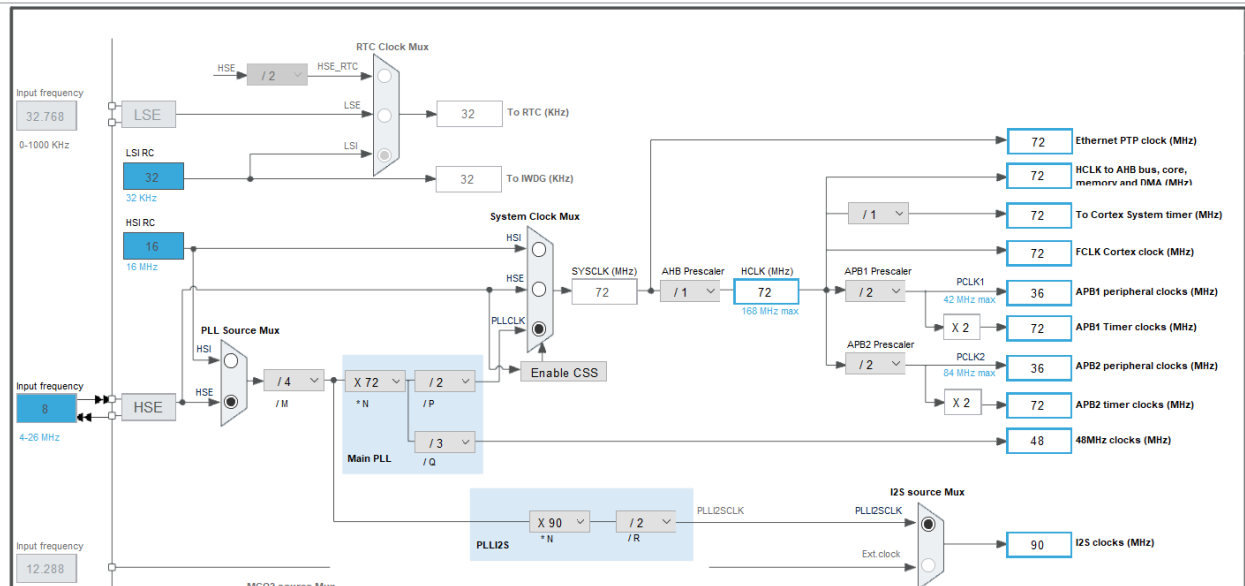 RTC Clock Mux
HSE
/ 2
HSE_RTC
Input frequency
32.768
0-1000 KHz
LSE
LSE
32
To RTC (KHz)
LSI RC
32
32 KHz
LSI
32
To IWDG (KHz)
HSI RC
16
16 MHz
System Clock Mux
HSI
HSE
PLLCLK
SYSCLK (MHz)
72
AHB Prescaler
/ 1
HCLK (MHz)
72
168 MHz max
72
Ethernet PTP clock (MHz)
72
HCLK to AHB bus, core,
memory and DMA (MHz)
/ 1
72
To Cortex System timer (MHz)
72
FCLK Cortex clock (MHz)
APB1 Prescaler
/ 2
PCLK1
42 MHz max
36
APB1 peripheral clocks (MHz)
X 2
72
APB1 Timer clocks (MHz)
APB2 Prescaler
/ 2
PCLK2
84 MHz max
36
APB2 peripheral clocks (MHz)
X 2
72
APB2 timer clocks (MHz)
48
48MHz clocks (MHz)
PLL Source Mux
HSI
HSE
Input frequency
8
4-26 MHz
HSE
/ 4
/ M
X 72
* N
/ 2
/ P
/ 3
/ Q
Main PLL
Enable CSS
X 90
* N
/ 2
/ R
PLLI2S
PLLI2SCLK
I2S source Mux
PLLI2SCLK
Ext.clock
90
I2S clocks (MHz)
Input frequency
12.288
MCO2 source Mux